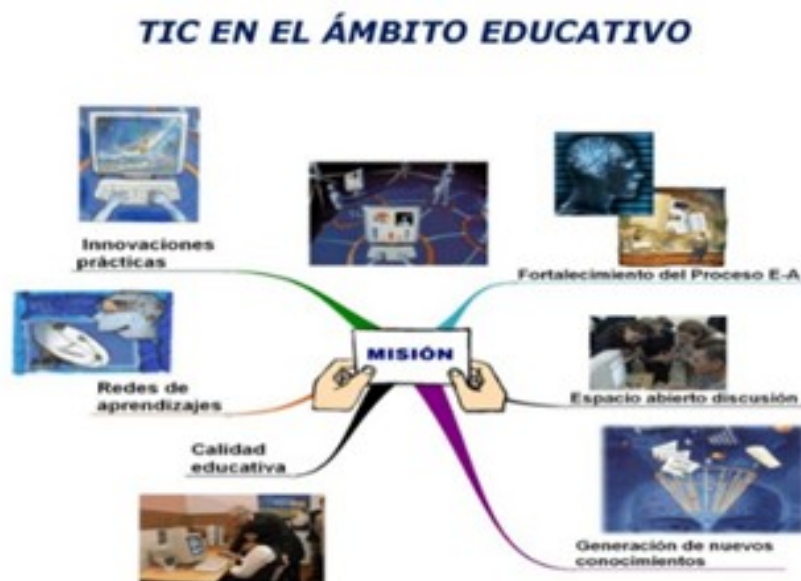 TIC EN EL ÁMBITO EDUCATIVO
Innovaciones
prácticas
Fortalecimiento del Proceso E-A
MISIÓN
Redes de
aprendizajes
Espacio abierto discusión
Calidad
educativa
Generación de nuevos
conocimientos